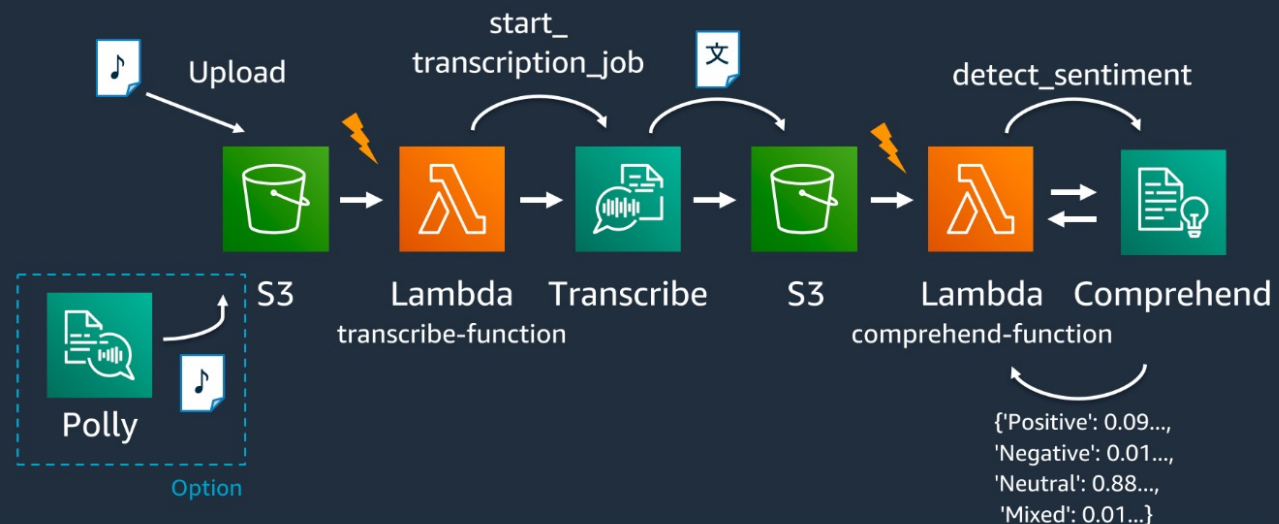 start_
transcription_job
文
Upload
detect_sentiment
S3
Lambda
Transcribe
S3
Lambda
Comprehend
transcribe-function
comprehend-function
Polly
Option
{'Positive': 0.09...,
'Negative': 0.01...,
'Neutral': 0.88...,
'Mixed': 0.01...}